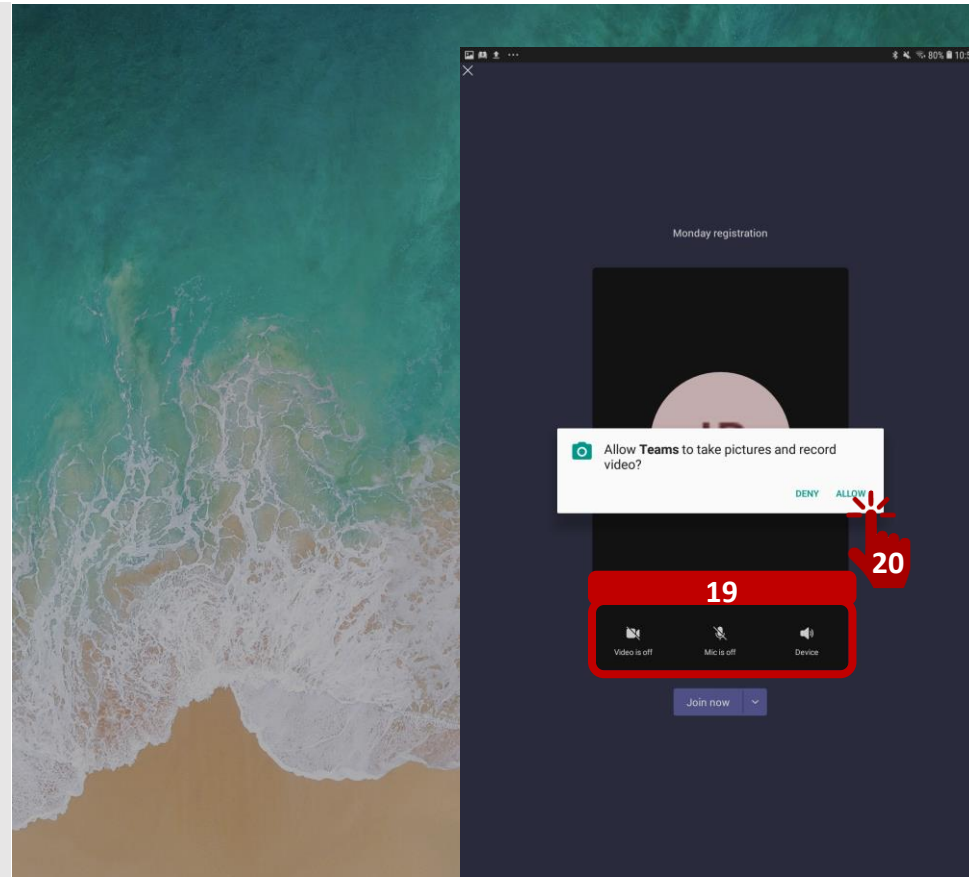 80%
Monday registration
Allow Teams to take pictures and record
video?
DENY ALLOW
20
19
Video is off Mic is off Device
Join now